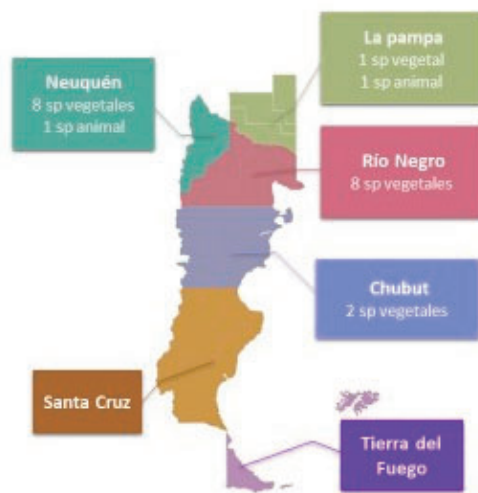 La pampa
1 sp vegetal
1 sp animal
Neuquén
8 sp vegetales
1 sp animal
Río Negro
8 sp vegetales
Chubut
2 sp vegetales
Santa Cruz
Tierra del
Fuego